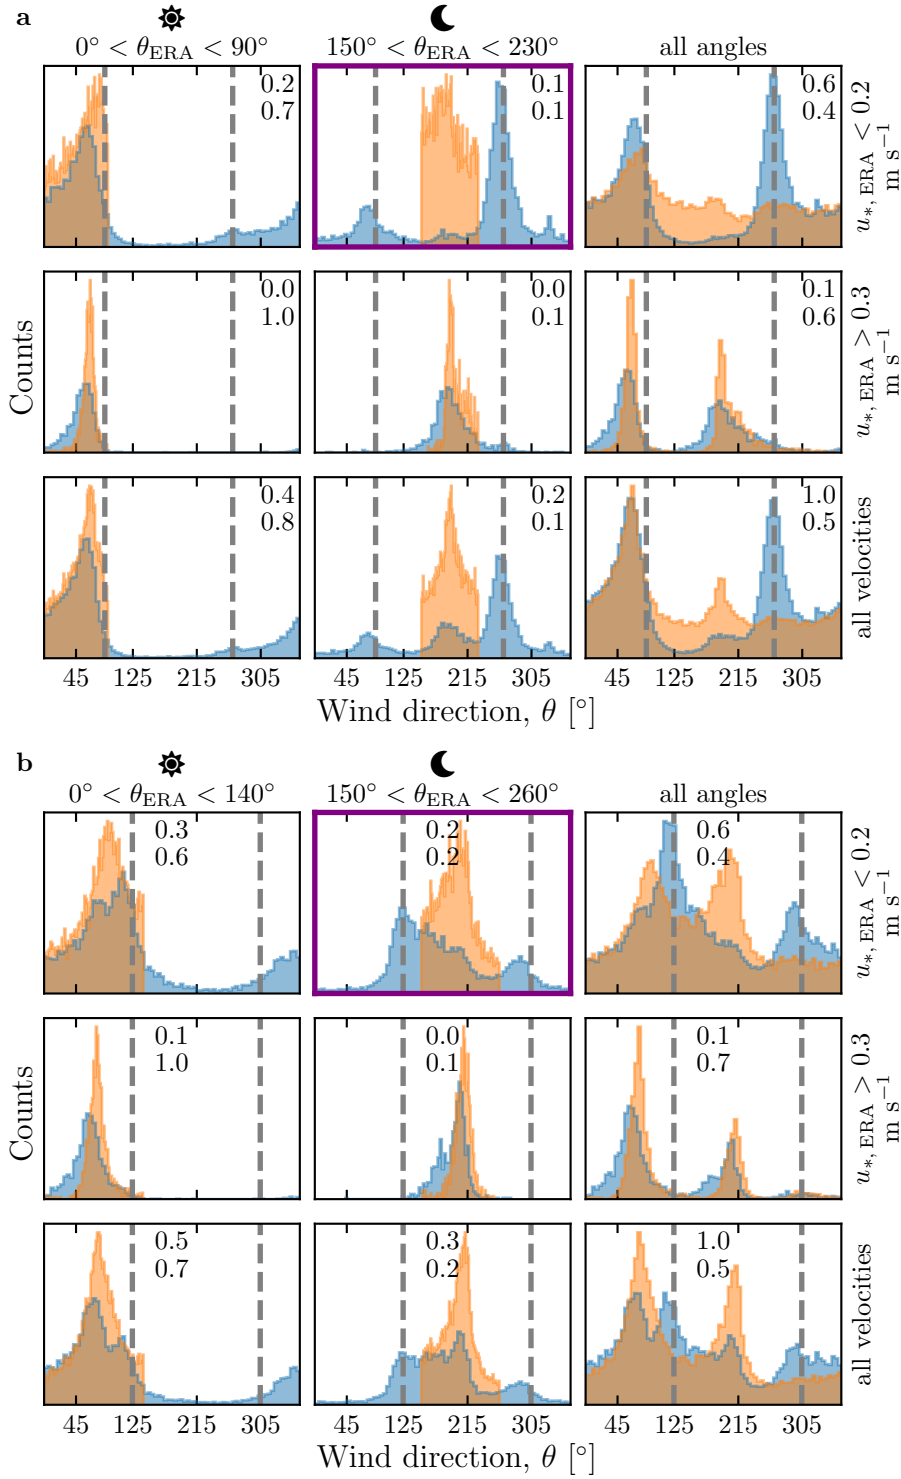 a
0° < θERA < 90°
150° < θERA < 230°
all angles
0.2
0.7
0.1
0.1
0.6
0.4
u*, ERA < 0.2
m s⁻¹
0.0
1.0
0.0
0.1
0.1
0.6
u*, ERA > 0.3
m s⁻¹
Counts
0.4
0.8
0.2
0.1
1.0
0.5
all velocities
45 125 215 305
45 125 215 305
45 125 215 305
Wind direction, θ [°]
b
0° < θERA < 140°
150° < θERA < 260°
all angles
0.3
0.6
0.2
0.2
0.6
0.4
u*, ERA < 0.2
m s⁻¹
0.1
1.0
0.0
0.1
0.1
0.7
u*, ERA > 0.3
m s⁻¹
Counts
0.5
0.7
0.3
0.2
1.0
0.5
all velocities
45 125 215 305
45 125 215 305
45 125 215 305
Wind direction, θ [°]